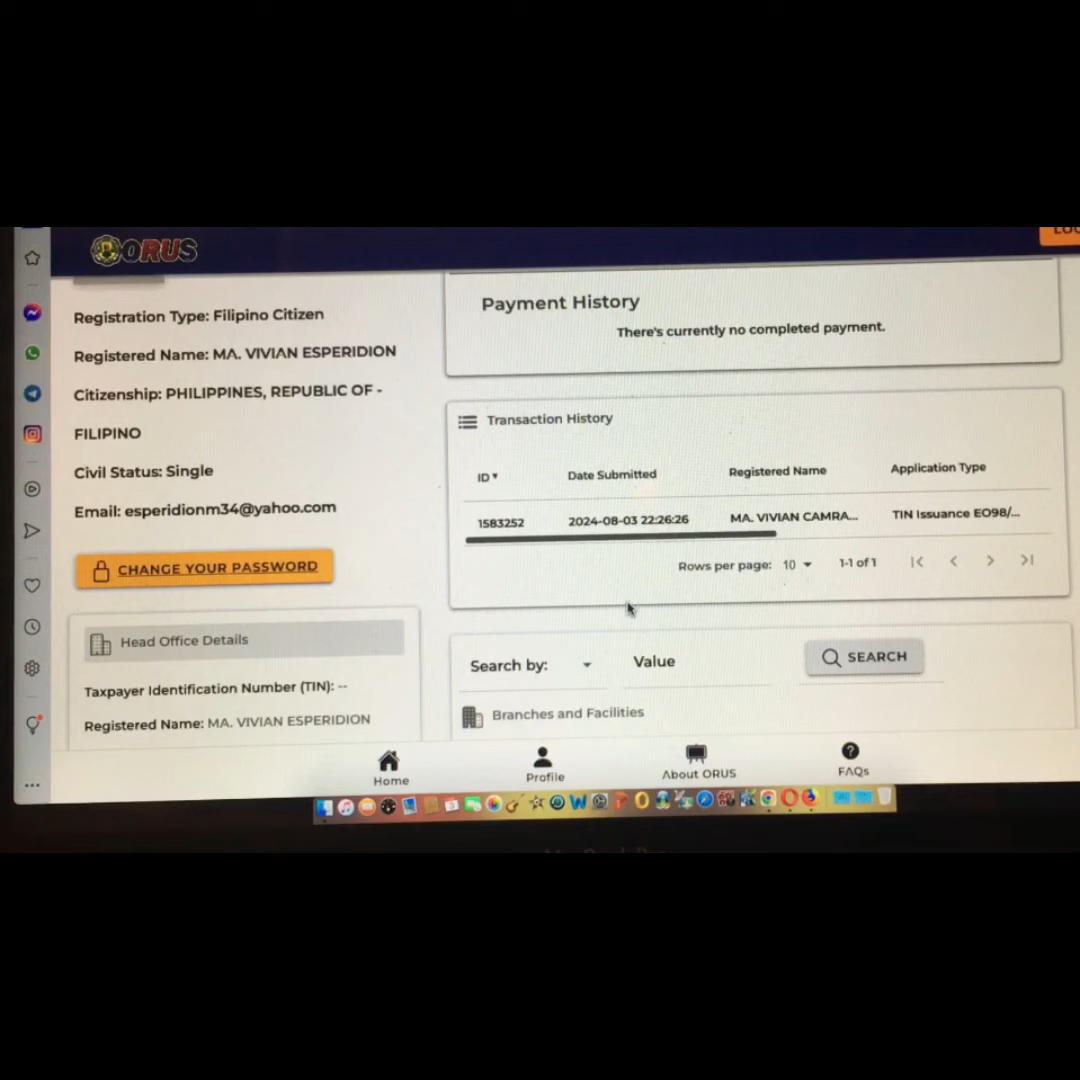 ORUS
Registration Type: Filipino Citizen
Registered Name: MA. VIVIAN ESPERIDION
Citizenship: PHILIPPINES, REPUBLIC OF -
FILIPINO
Civil Status: Single
Email: esperidionm34@yahoo.com
CHANGE YOUR PASSWORD
Head Office Details
Taxpayer Identification Number (TIN): --
Registered Name: MA. VIVIAN ESPERIDION
Payment History
There's currently no completed payment.
Transaction History
ID Date Submitted Registered Name Application Type
1583252 2024-08-03 22:26:26 MA. VIVIAN CAMRA... TIN Issuance EO98/...
Rows per page: 10 1-1 of 1
Search by: Value SEARCH
Branches and Facilities
Home Profile About ORUS FAQs